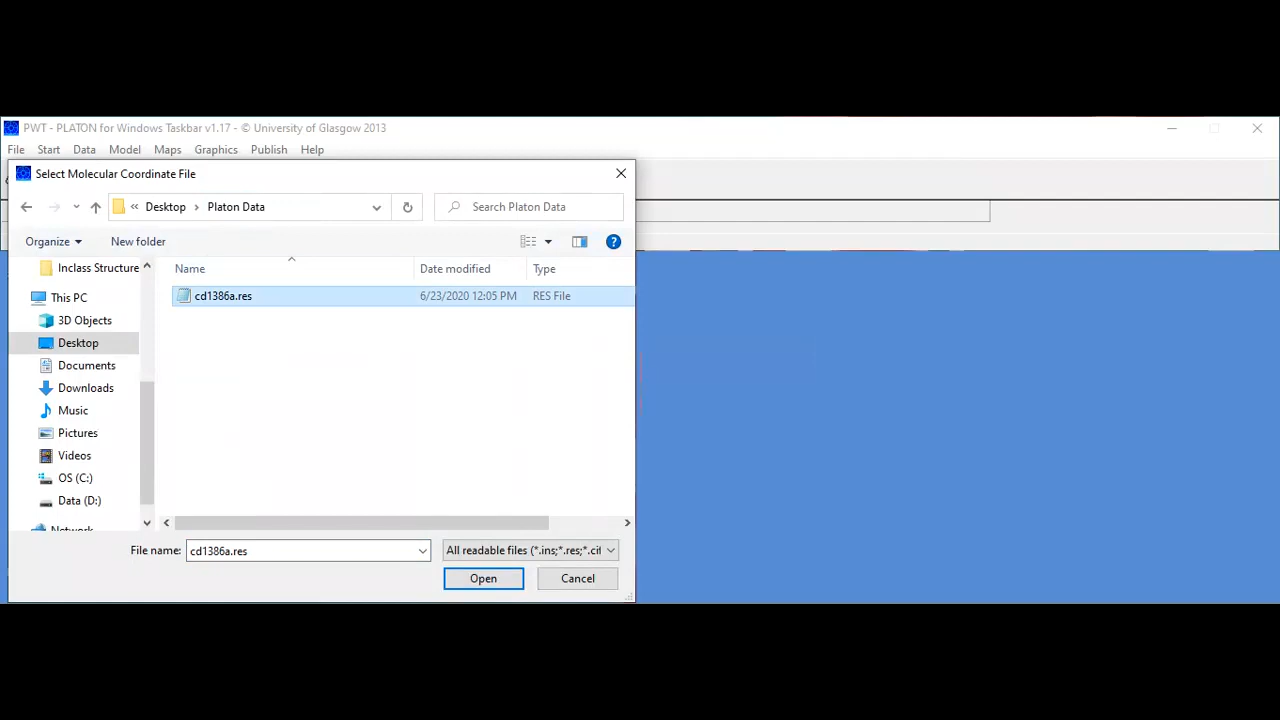 PWT - PLATON for Windows Taskbar v1.17 - © University of Glasgow 2013
File Start Data Model Maps Graphics Publish Help
Select Molecular Coordinate File
« Desktop › Platon Data
Search Platon Data
Organize
New folder
Inclass Structure
This PC
3D Objects
Desktop
Documents
Downloads
Music
Pictures
Videos
OS (C:)
Data (D:)
Network
Name Date modified Type
cd1386a.res 6/23/2020 12:05 PM RES File
File name: cd1386a.res
All readable files (*.ins;*.res;*.cif
Open Cancel